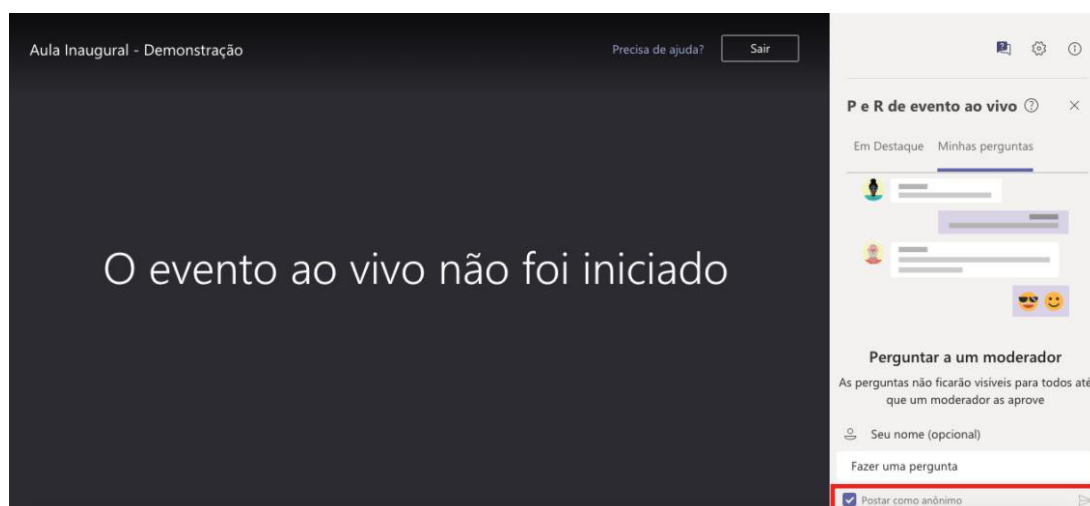 Aula Inaugural - Demonstração
Precisa de ajuda?
Sair
O evento ao vivo não foi iniciado
P e R de evento ao vivo
Em Destaque
Minhas perguntas
Perguntar a um moderador
As perguntas não ficarão visíveis para todos até
que um moderador as aprove
Seu nome (opcional)
Fazer uma pergunta
Postar como anônimo